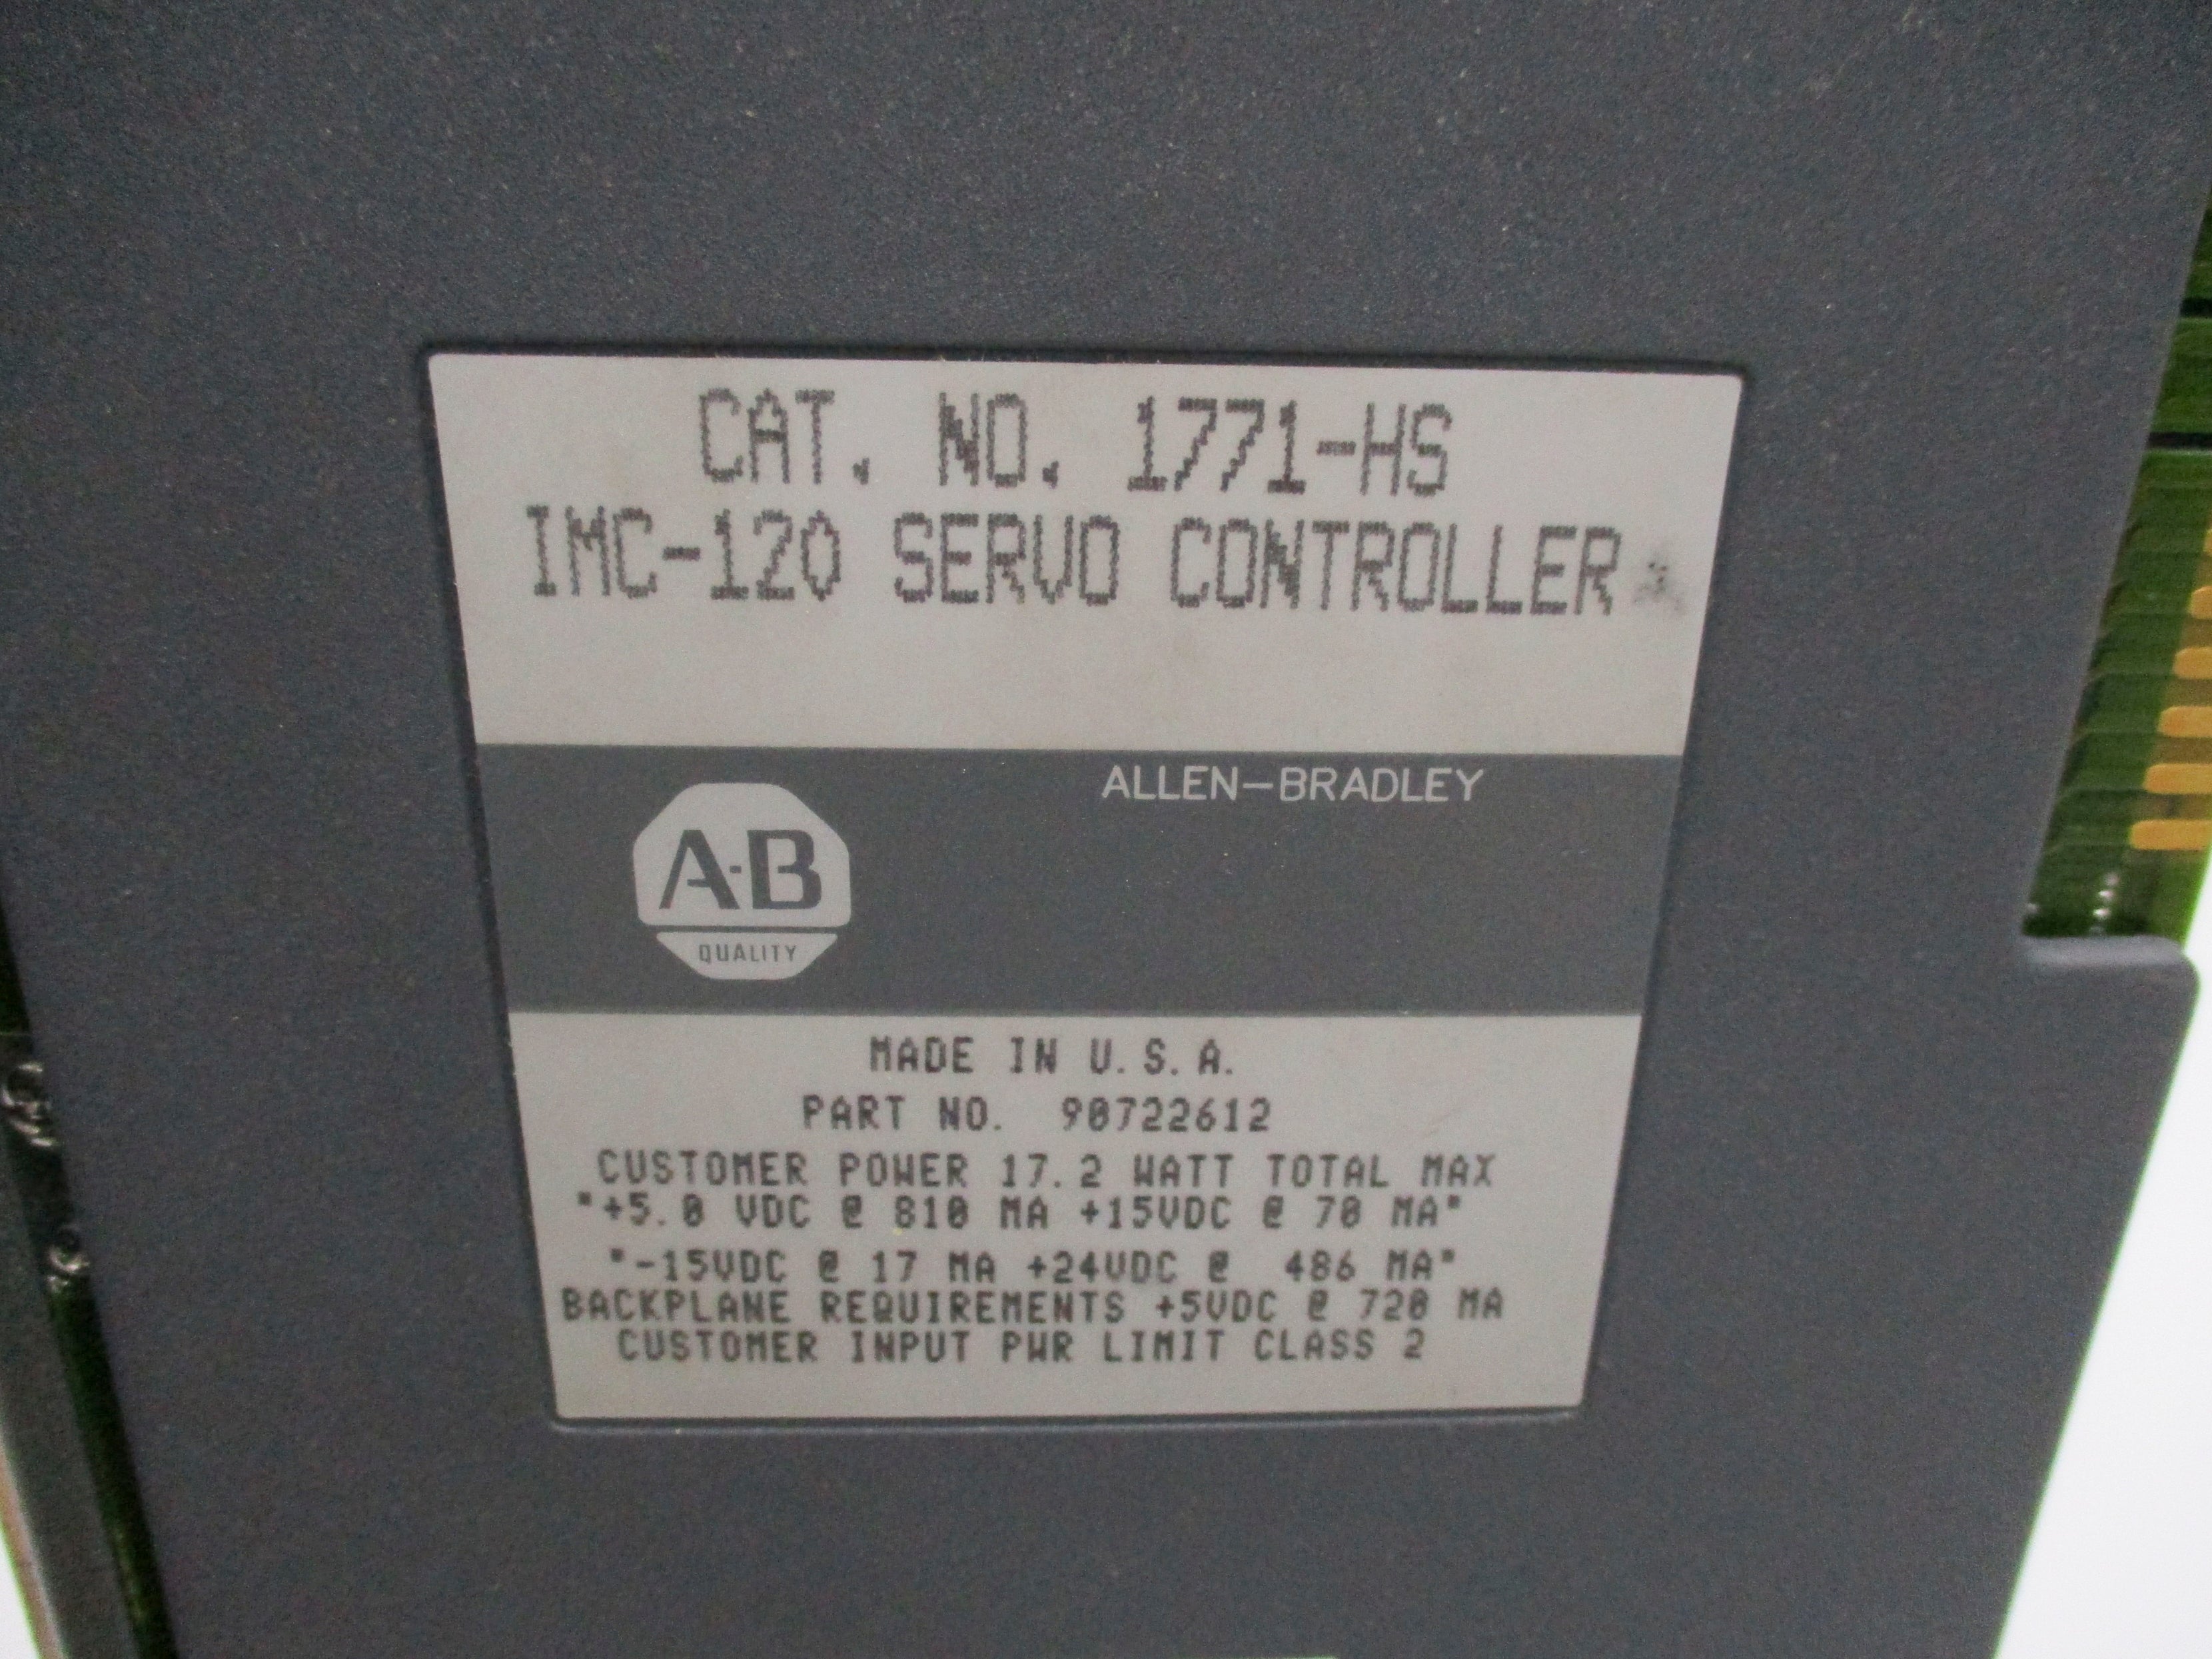 CAT. NO. 1771-HS
IMC-120 SERVO CONTROLLER
ALLEN-BRADLEY
A-B
QUALITY
MADE IN U.S.A.
PART NO. 90722612
CUSTOMER POWER 17.2 WATT TOTAL MAX
"+5.0 VDC @ 810 MA +15VDC @ 70 MA"
"-15VDC @ 17 MA +24VDC @ 486 MA"
BACKPLANE REQUIREMENTS +5VDC @ 720 MA
CUSTOMER INPUT PWR LIMIT CLASS 2